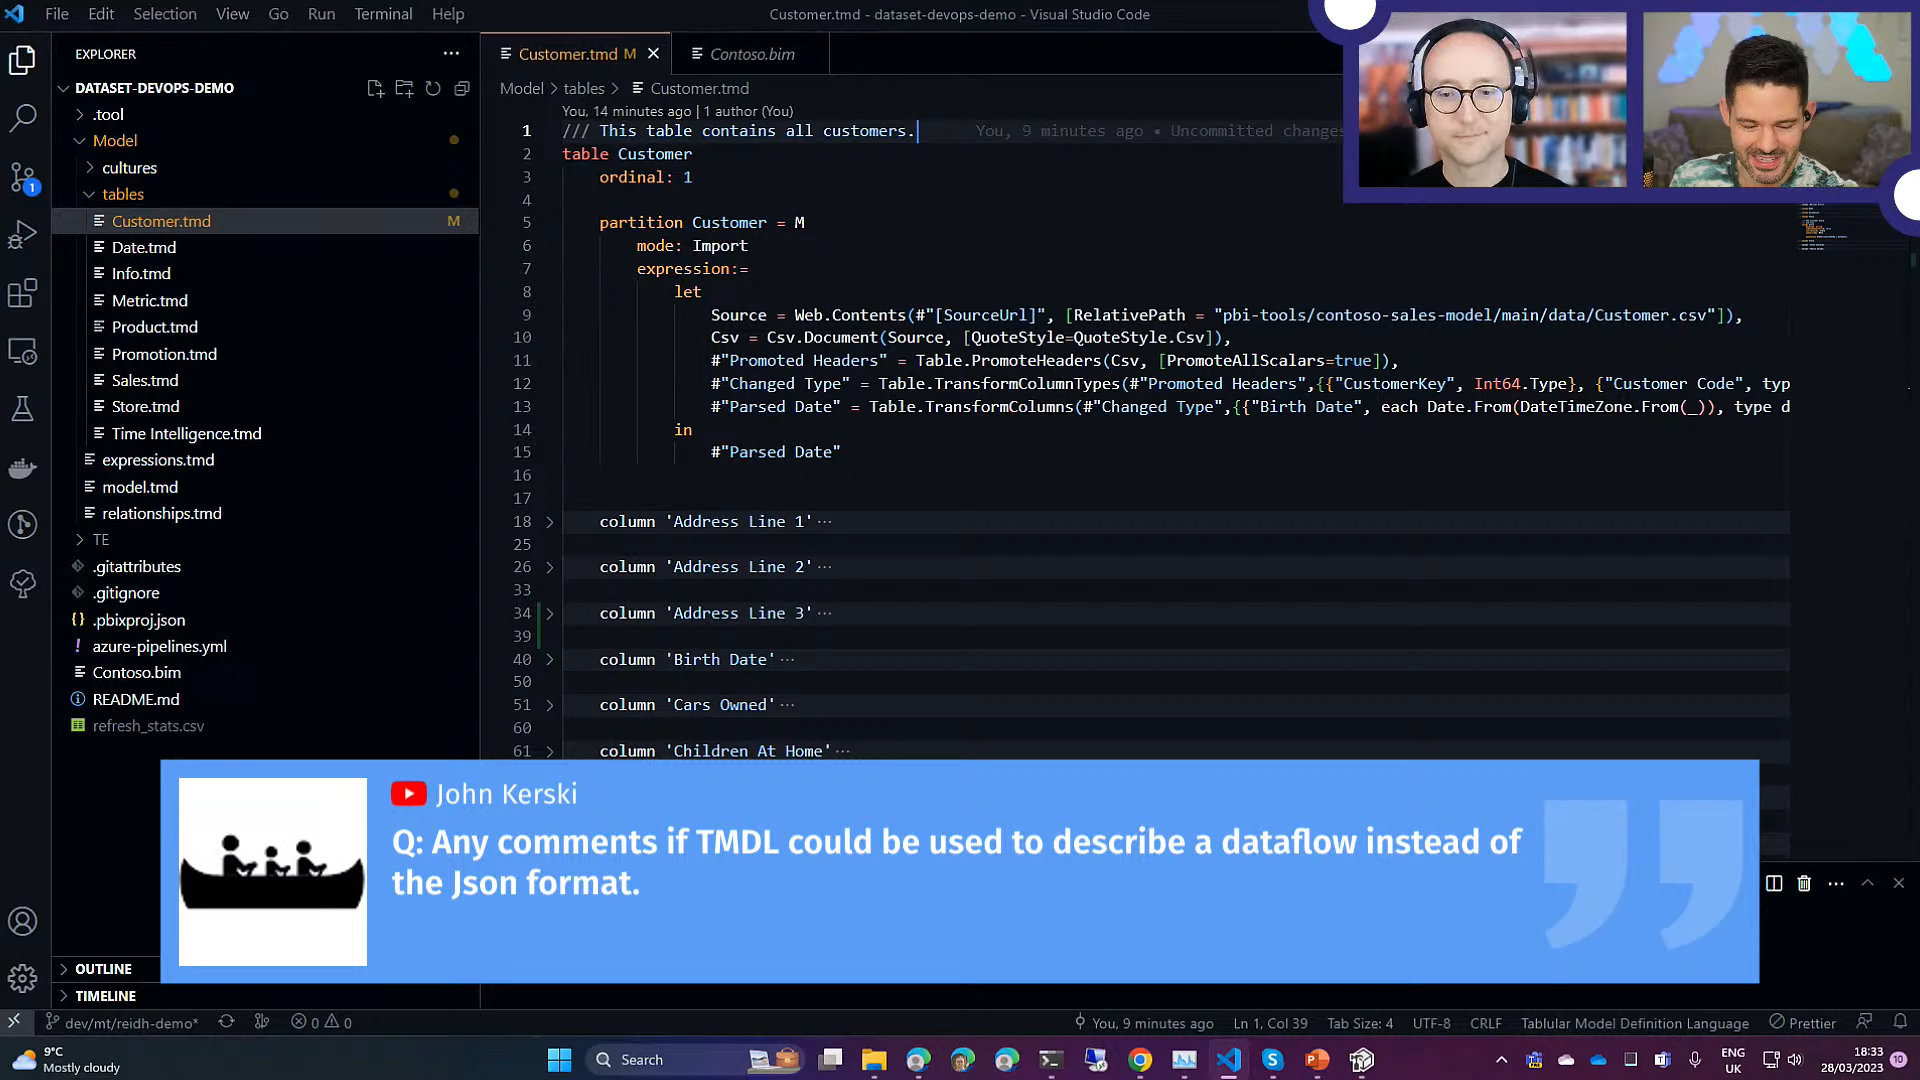 File Edit Selection View Go Run Terminal Help
Customer.tmd - dataset-devops-demo - Visual Studio Code
EXPLORER
DATASET-DEVOPS-DEMO
.tool
Model
cultures
tables
Customer.tmd M
Date.tmd
Info.tmd
Metric.tmd
Product.tmd
Promotion.tmd
Sales.tmd
Store.tmd
Time Intelligence.tmd
expressions.tmd
model.tmd
relationships.tmd
TE
.gitattributes
.gitignore
{} .pbixproj.json
! azure-pipelines.yml
Contoso.bim
README.md
refresh_stats.csv
OUTLINE
TIMELINE
1
Customer.tmd M
Contoso.bim
Model > tables > Customer.tmd
You, 14 minutes ago | 1 author (You)
1 /// This table contains all customers. You, 9 minutes ago • Uncommitted changes
2 table Customer
3 ordinal: 1
4
5 partition Customer = M
6 mode: Import
7 expression:=
8 let
9 Source = Web.Contents(#"[SourceUrl]", [RelativePath = "pbi-tools/contoso-sales-model/main/data/Customer.csv"]),
10 Csv = Csv.Document(Source, [QuoteStyle=QuoteStyle.Csv]),
11 #"Promoted Headers" = Table.PromoteHeaders(Csv, [PromoteAllScalars=true]),
12 #"Changed Type" = Table.TransformColumnTypes(#"Promoted Headers",{{"CustomerKey", Int64.Type}, {"Customer Code", typ
13 #"Parsed Date" = Table.TransformColumns(#"Changed Type",{{"Birth Date", each Date.From(DateTimeZone.From(_)), type d
14 in
15 #"Parsed Date"
16
17
18 column 'Address Line 1' ···
25
26 column 'Address Line 2' ···
33
34 column 'Address Line 3' ···
39
40 column 'Birth Date' ···
50
51 column 'Cars Owned' ···
60
61 column 'Children At Home' ···
John Kerski
Q: Any comments if TMDL could be used to describe a dataflow instead of
the Json format.
dev/mt/reidh-demo* 0 0
You, 9 minutes ago Ln 1, Col 39 Tab Size: 4 UTF-8 CRLF Tablular Model Definition Language Prettier
9°C
Mostly cloudy
Search
ENG
UK
18:33
28/03/2023
10